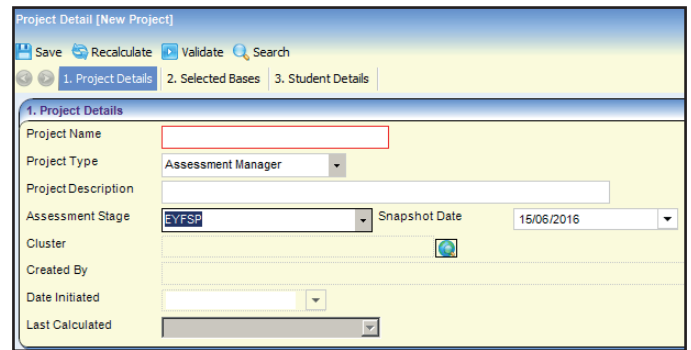 Project Detail [New Project]
Save Recalculate Validate Search
1. Project Details 2. Selected Bases 3. Student Details
1. Project Details
Project Name
Project Type Assessment Manager
Project Description
Assessment Stage EYFSP Snapshot Date 15/06/2016
Cluster
Created By
Date Initiated
Last Calculated